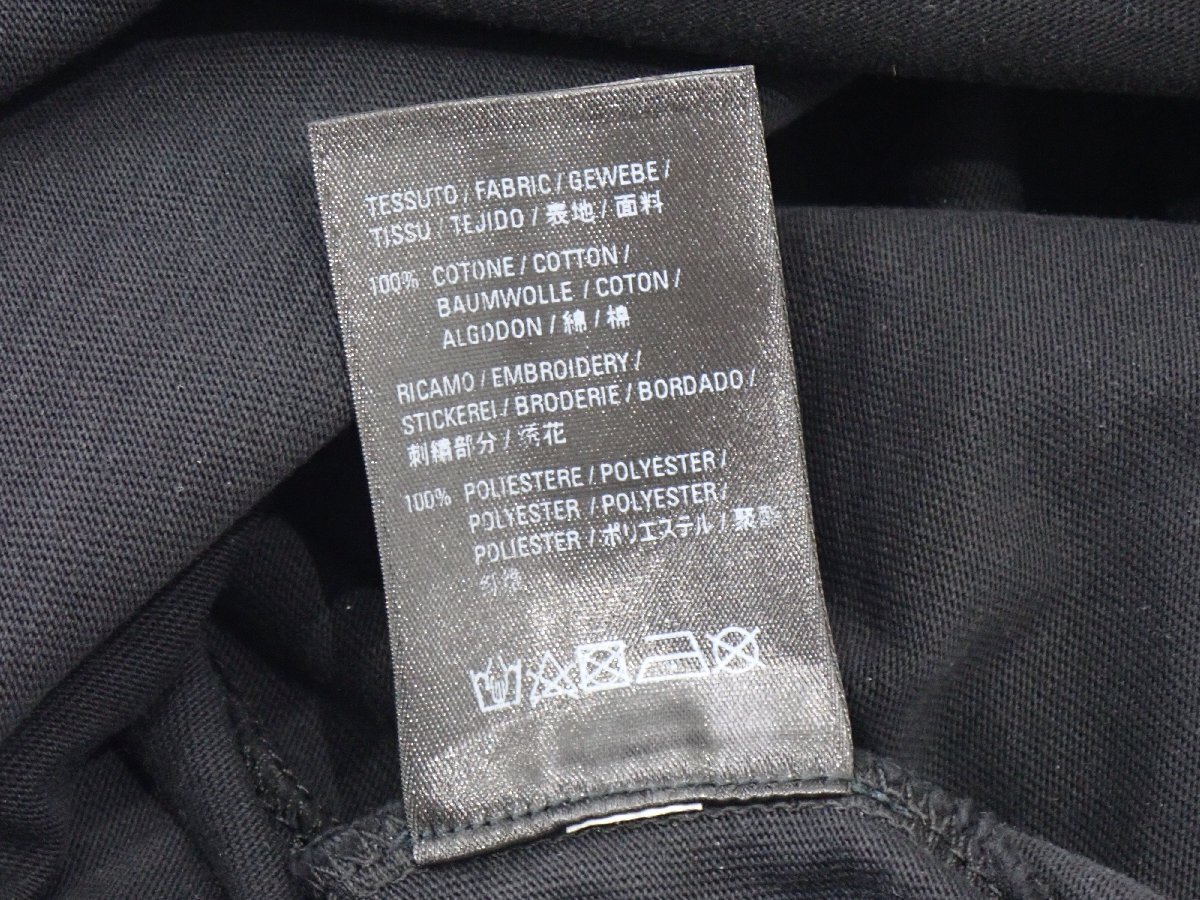 TESSUTO / FABRIC / GEWEBE /
TISSU / TEJIDO / 表地 / 面料
100% COTONE / COTTON /
BAUMWOLLE / COTON /
ALGODON / 綿 / 棉
RICAMO / EMBROIDERY /
STICKEREI / BRODERIE / BORDADO /
刺繍部分 / 绣花
100% POLIESTERE / POLYESTER /
POLYESTER / POLYESTER /
POLIESTER / ポリエステル / 聚酯